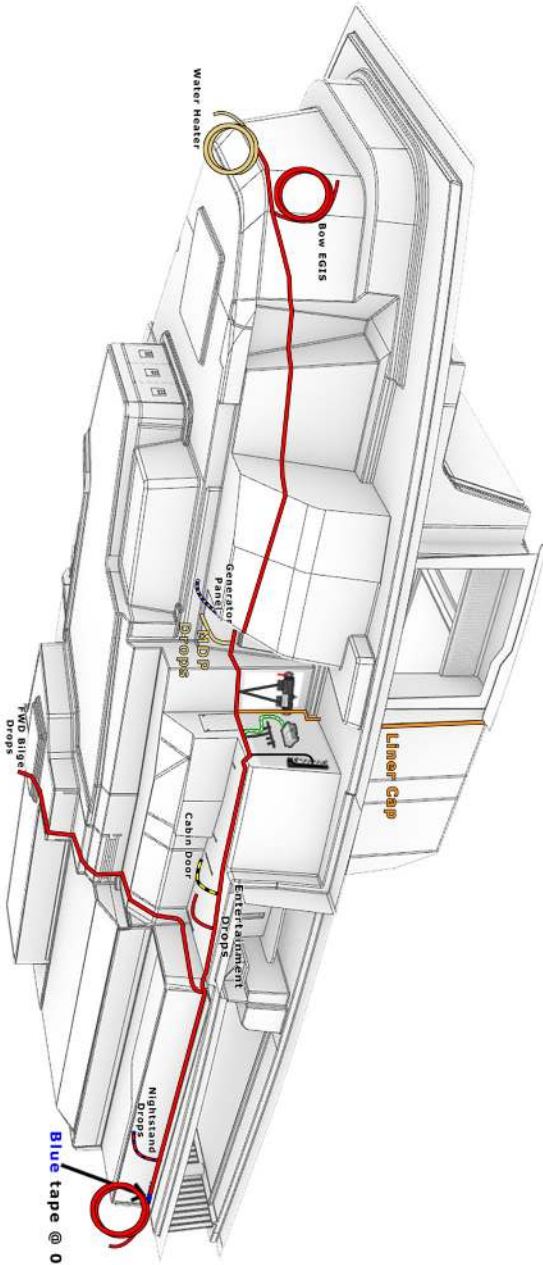 Water Heater
Bow EGIS
Generator
Panel
MDP
Drops
Liner Cap
FWD Bilge
Drops
Cabin Door
Entertainment
Drops
Nightstand
Drops
Blue tape @ 0